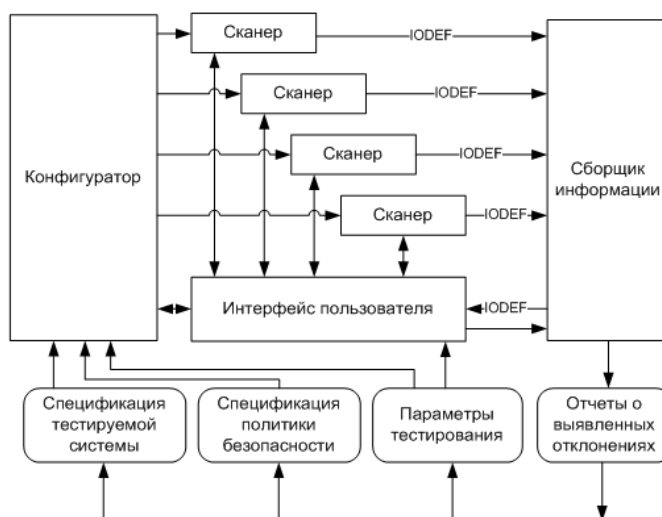 Сканер
IODEF
Сканер
IODEF
Сканер
IODEF
Сканер
IODEF
Конфигуратор
Сборщик
информации
Интерфейс пользователя
IODEF
Спецификация
тестируемой
системы
Спецификация
политики
безопасности
Параметры
тестирования
Отчеты о
выявленных
отклонениях